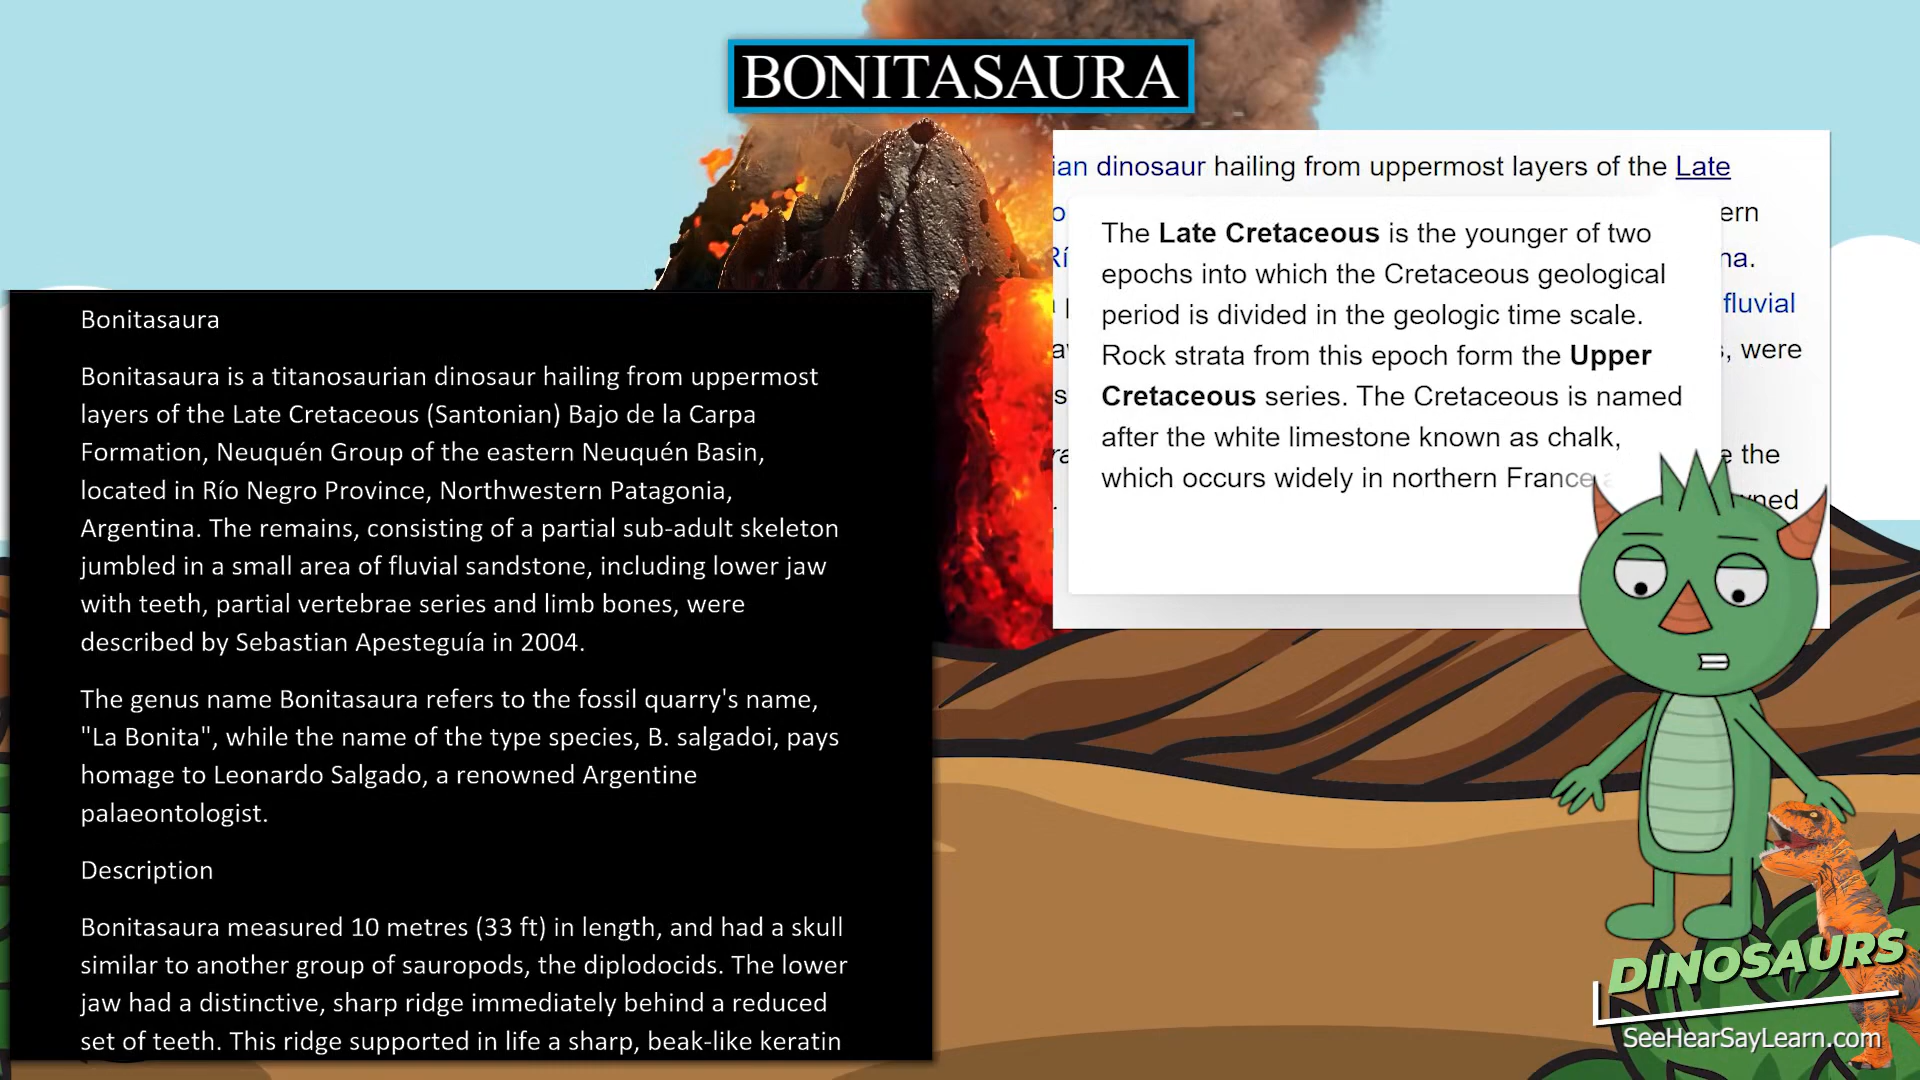 BONITASAURA
ian dinosaur hailing from uppermost layers of the Late
ern
na.
fluvial
, were
e the
The Late Cretaceous is the younger of two
epochs into which the Cretaceous geological
period is divided in the geologic time scale.
Rock strata from this epoch form the Upper
Cretaceous series. The Cretaceous is named
after the white limestone known as chalk,
which occurs widely in northern France
Bonitasaura
Bonitasaura is a titanosaurian dinosaur hailing from uppermost
layers of the Late Cretaceous (Santonian) Bajo de la Carpa
Formation, Neuquén Group of the eastern Neuquén Basin,
located in Río Negro Province, Northwestern Patagonia,
Argentina. The remains, consisting of a partial sub-adult skeleton
jumbled in a small area of fluvial sandstone, including lower jaw
with teeth, partial vertebrae series and limb bones, were
described by Sebastian Apesteguía in 2004.
The genus name Bonitasaura refers to the fossil quarry's name,
"La Bonita", while the name of the type species, B. salgadoi, pays
homage to Leonardo Salgado, a renowned Argentine
palaeontologist.
Description
Bonitasaura measured 10 metres (33 ft) in length, and had a skull
similar to another group of sauropods, the diplodocids. The lower
jaw had a distinctive, sharp ridge immediately behind a reduced
set of teeth. This ridge supported in life a sharp, beak-like keratin
DINOSAURS
SeeHearSayLearn.com